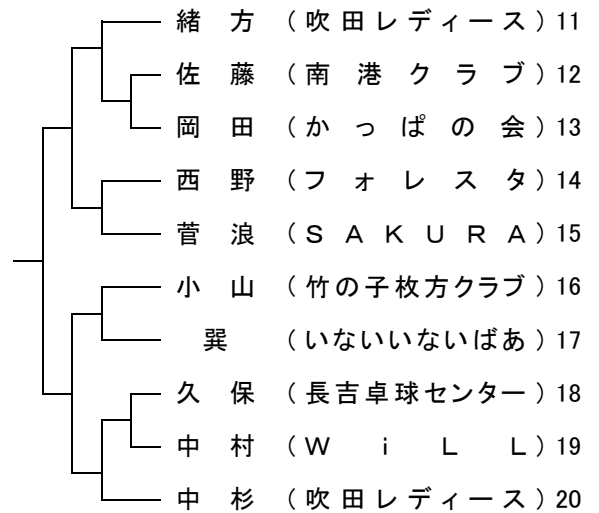 緒方（吹田レディース）11
佐藤（南港クラブ）12
岡田（かっぱの会）13
西野（フォレスタ）14
菅浪（ＳＡＫＵＲＡ）15
小山（竹の子枚方クラブ）16
巽（いないいないばあ）17
久保（長吉卓球センター）18
中村（ＷｉＬＬ）19
中杉（吹田レディース）20